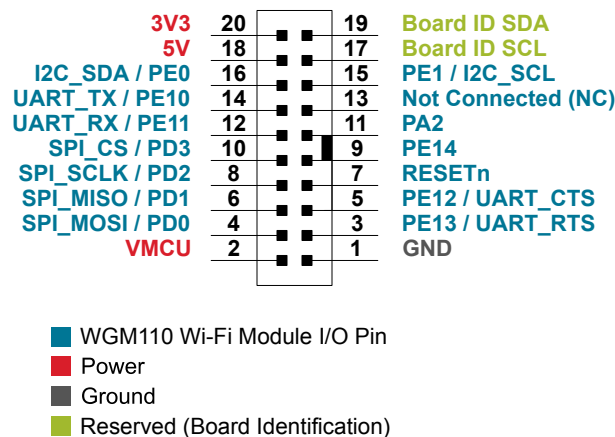 3V3 20 19 Board ID SDA
5V 18 17 Board ID SCL
I2C_SDA / PE0 16 15 PE1 / I2C_SCL
UART_TX / PE10 14 13 Not Connected (NC)
UART_RX / PE11 12 11 PA2
SPI_CS / PD3 10 9 PE14
SPI_SCLK / PD2 8 7 RESETn
SPI_MISO / PD1 6 5 PE12 / UART_CTS
SPI_MOSI / PD0 4 3 PE13 / UART_RTS
VMCU 2 1 GND
WGM110 Wi-Fi Module I/O Pin
Power
Ground
Reserved (Board Identification)